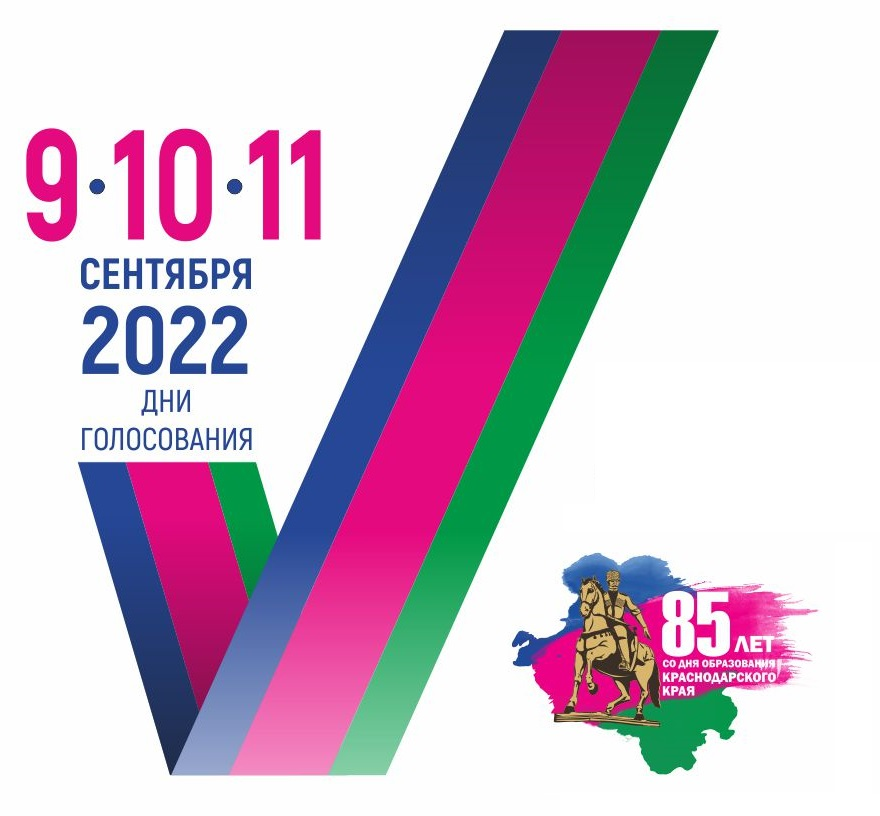 9·10·11
СЕНТЯБРЯ
2022
ДНИ
ГОЛОСОВАНИЯ
85 ЛЕТ
СО ДНЯ ОБРАЗОВАНИЯ
КРАСНОДАРСКОГО
КРАЯ